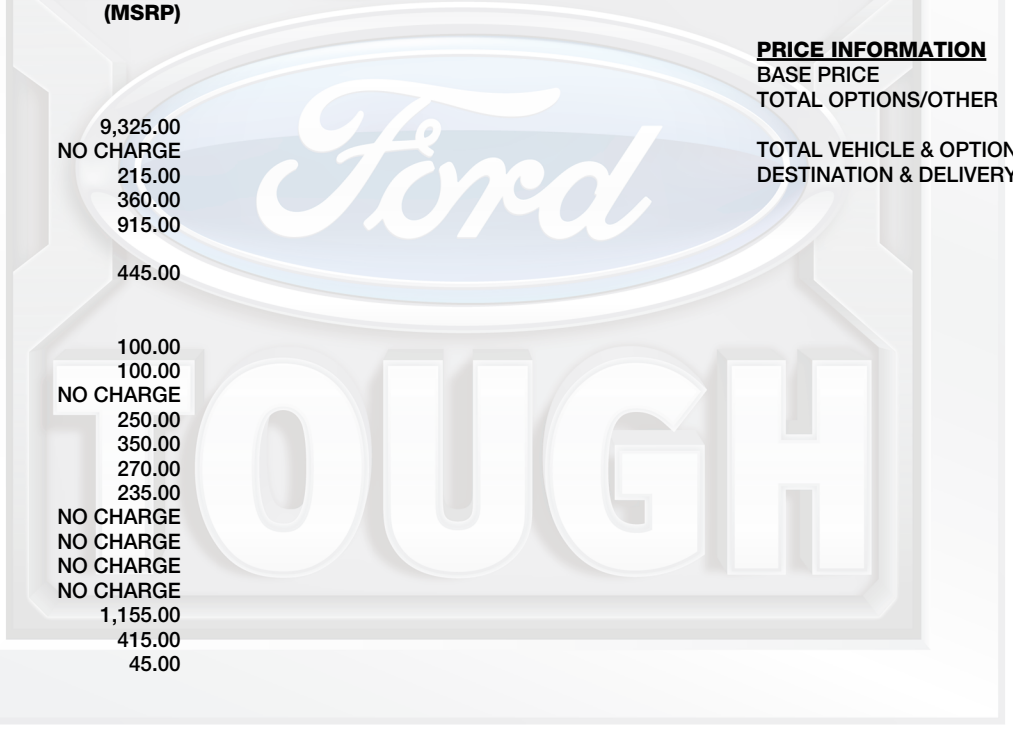 (MSRP)
9,325.00
NO CHARGE
215.00
360.00
915.00
445.00
100.00
100.00
NO CHARGE
250.00
350.00
270.00
235.00
NO CHARGE
NO CHARGE
NO CHARGE
NO CHARGE
1,155.00
415.00
45.00
PRICE INFORMATION
BASE PRICE
TOTAL OPTIONS/OTHER
TOTAL VEHICLE & OPTION
DESTINATION & DELIVERY
Ford
TOUGH